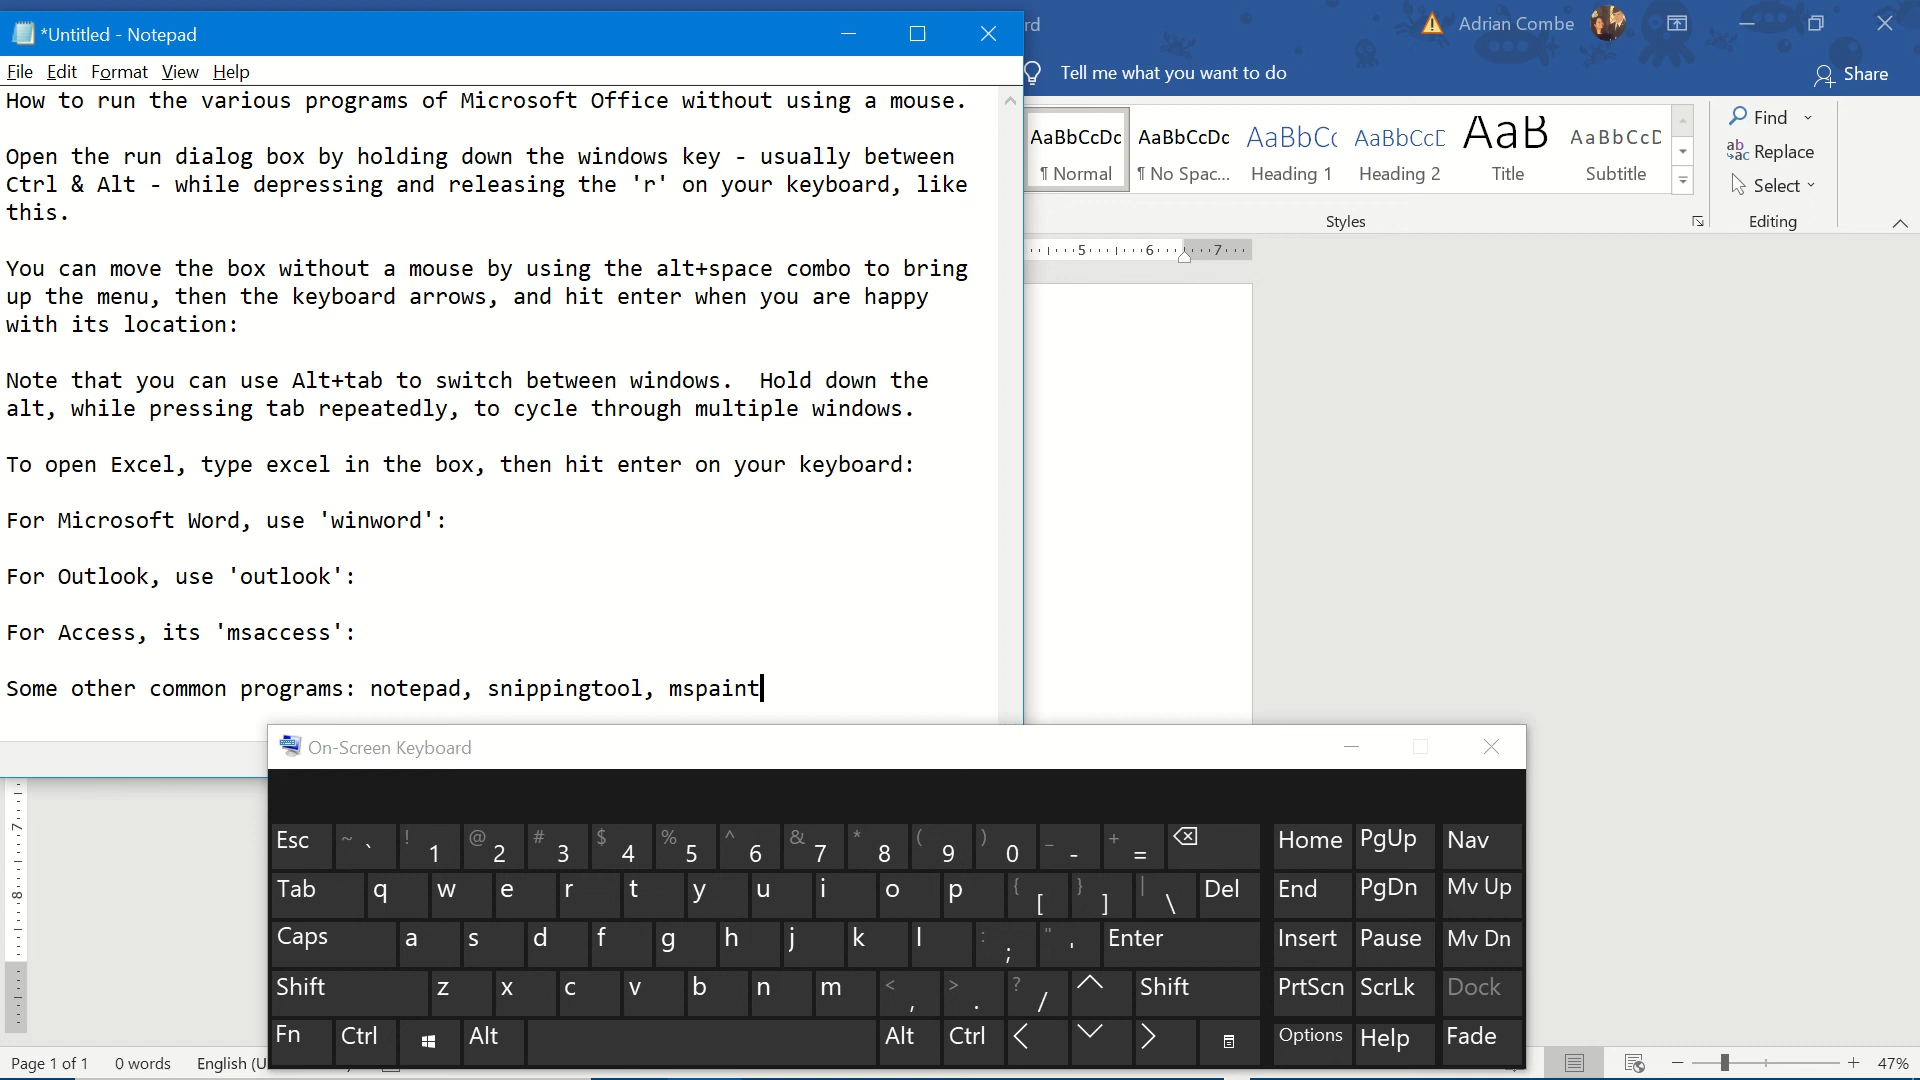 *Untitled - Notepad
rd
Adrian Combe
File Edit Format View Help
Tell me what you want to do
Share
How to run the various programs of Microsoft Office without using a mouse.
Open the run dialog box by holding down the windows key - usually between
Ctrl & Alt - while depressing and releasing the 'r' on your keyboard, like
this.
You can move the box without a mouse by using the alt+space combo to bring
up the menu, then the keyboard arrows, and hit enter when you are happy
with its location:
Note that you can use Alt+tab to switch between windows.  Hold down the
alt, while pressing tab repeatedly, to cycle through multiple windows.
To open Excel, type excel in the box, then hit enter on your keyboard:
For Microsoft Word, use 'winword':
For Outlook, use 'outlook':
For Access, its 'msaccess':
Some other common programs: notepad, snippingtool, mspaint
AaBbCcDc AaBbCcDc AaBbCc AaBbCcD AaB AaBbCcD
¶ Normal ¶ No Spac... Heading 1 Heading 2 Title Subtitle
Styles
Find
Replace
Select
Editing
5 6 7
7
8
On-Screen Keyboard
Esc ~ ` ! 1 @ 2 # 3 $ 4 % 5 ^ 6 & 7 * 8 ( 9 ) 0 _ - + = Home PgUp Nav
Tab q w e r t y u i o p { [ } ] | \ Del End PgDn Mv Up
Caps a s d f g h j k l : ; " ' Enter Insert Pause Mv Dn
Shift z x c v b n m < , > . ? / Shift PrtScn ScrLk Dock
Fn Ctrl Alt Alt Ctrl Options Help Fade
Page 1 of 1 0 words English (U
47%